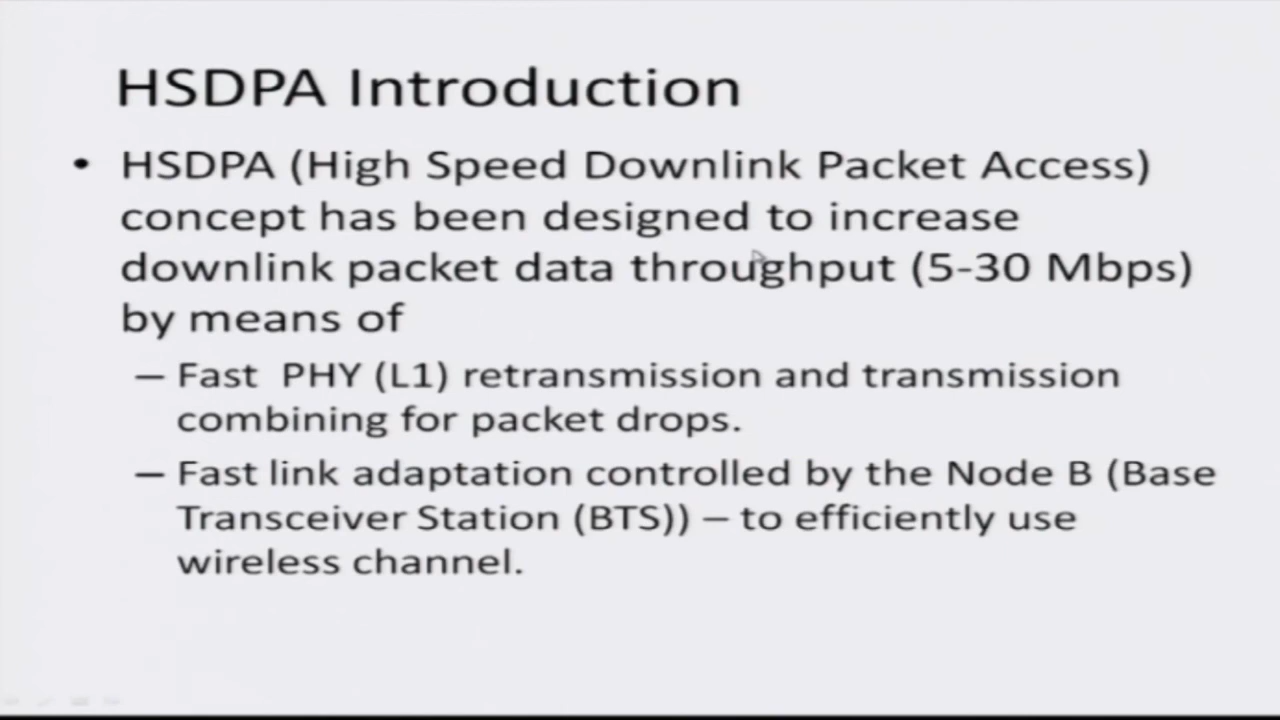 HSDPA Introduction
• HSDPA (High Speed Downlink Packet Access)
concept has been designed to increase
downlink packet data throughput (5-30 Mbps)
by means of
– Fast  PHY (L1) retransmission and transmission
combining for packet drops.
– Fast link adaptation controlled by the Node B (Base
Transceiver Station (BTS)) – to efficiently use
wireless channel.